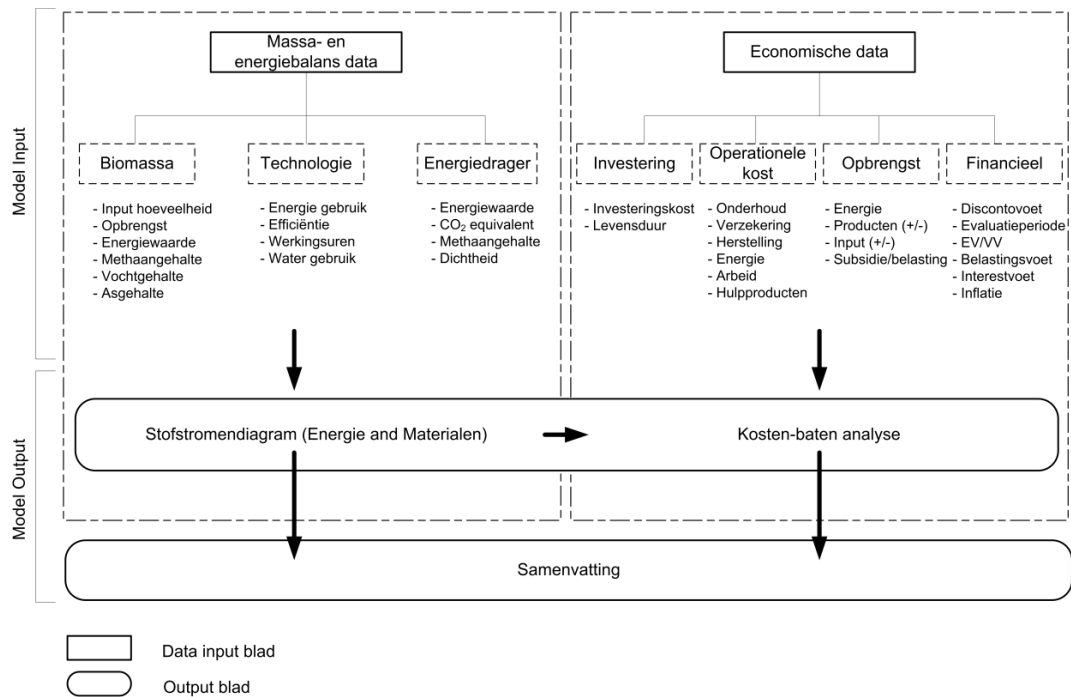 Model Input
Massa- en
energiebalans data
Biomassa
- Input hoeveelheid
- Opbrengst
- Energiewaarde
- Methaangehalte
- Vochtgehalte
- Asgehalte
Technologie
- Energie gebruik
- Efficiëntie
- Werkingsuren
- Water gebruik
Energiedrager
- Energiewaarde
- CO₂ equivalent
- Methaangehalte
- Dichtheid
Economische data
Investering
- Investeringskost
- Levensduur
Operationele
kost
- Onderhoud
- Verzekering
- Herstelling
- Energie
- Arbeid
- Hulpproducten
Opbrengst
- Energie
- Producten (+/-)
- Input (+/-)
- Subsidie/belasting
Financieel
- Discontovoet
- Evaluatieperiode
- EV/VV
- Belastingsvoet
- Interestvoet
- Inflatie
Model Output
Stofstromendiagram (Energie and Materialen)
Kosten-baten analyse
Samenvatting
Data input blad
Output blad